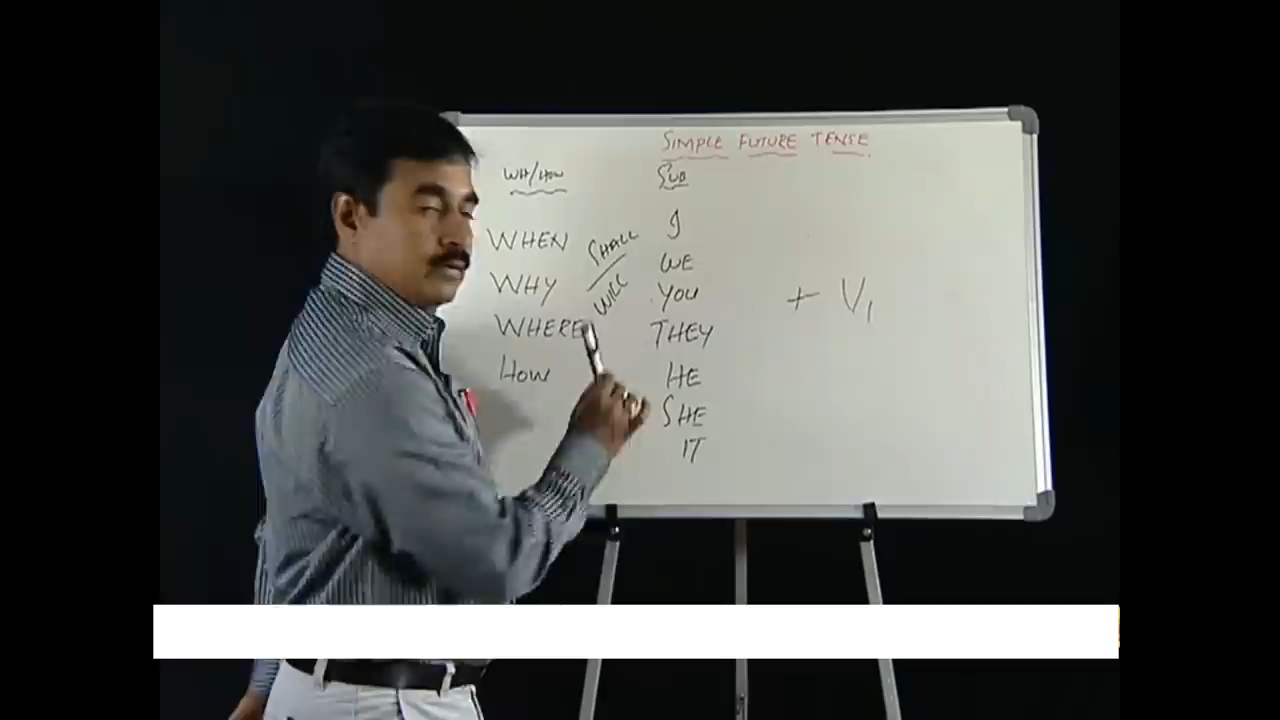 SIMPLE FUTURE TENSE
WH/HOW
SUB
WHEN
WHY
WHERE
HOW
SHALL
WILL
I
WE
YOU
THEY
HE
SHE
IT
+ V1